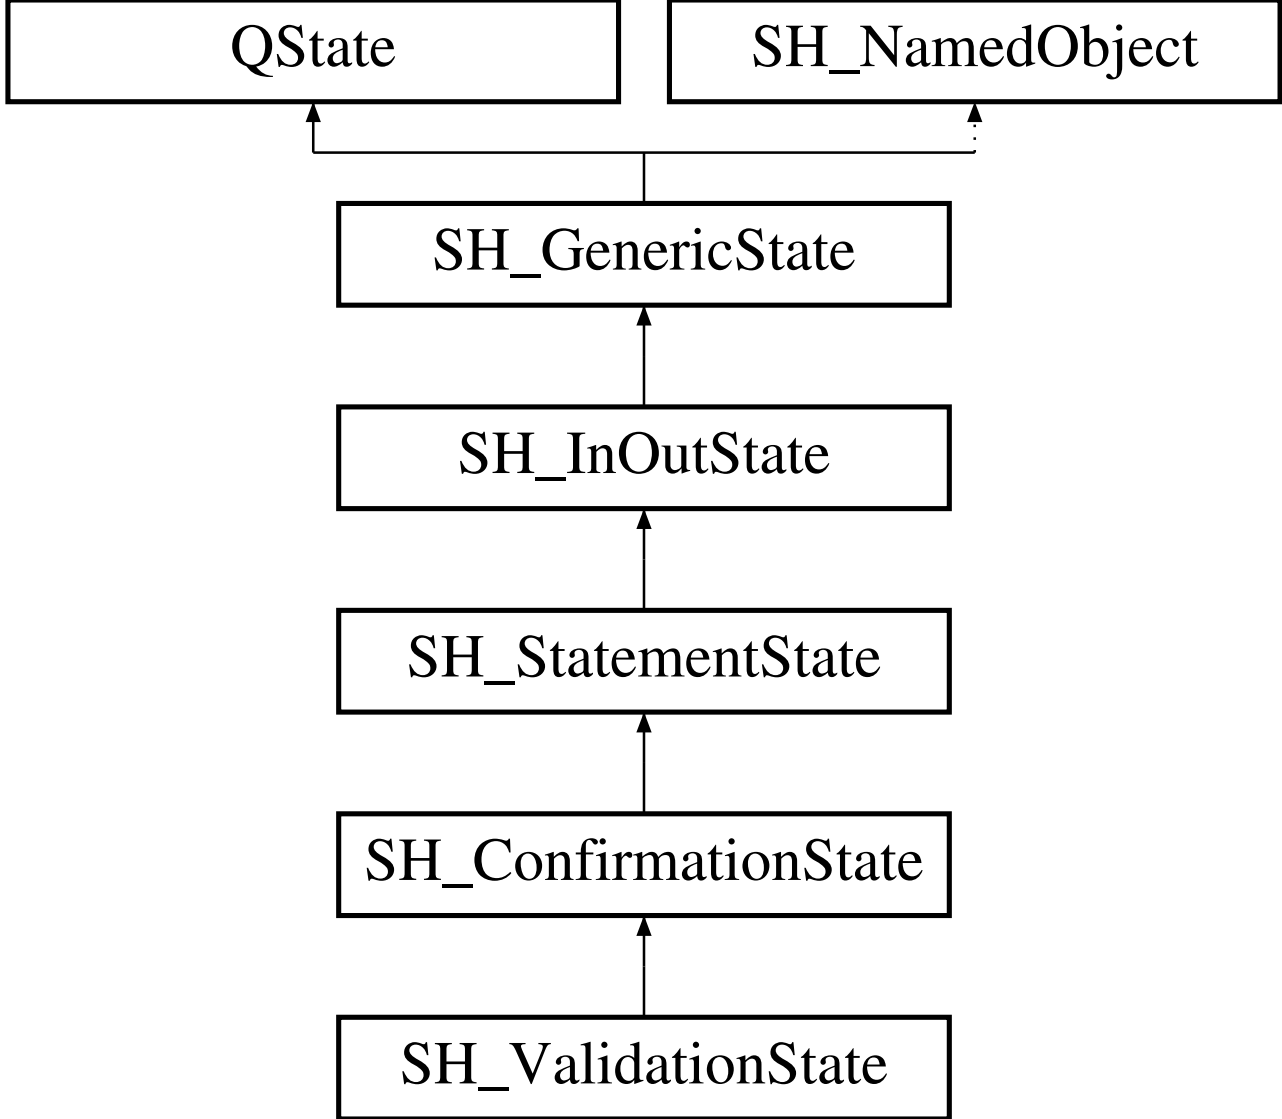 QState
SH_NamedObject
SH_GenericState
SH_InOutState
SH_StatementState
SH_ConfirmationState
SH_ValidationState